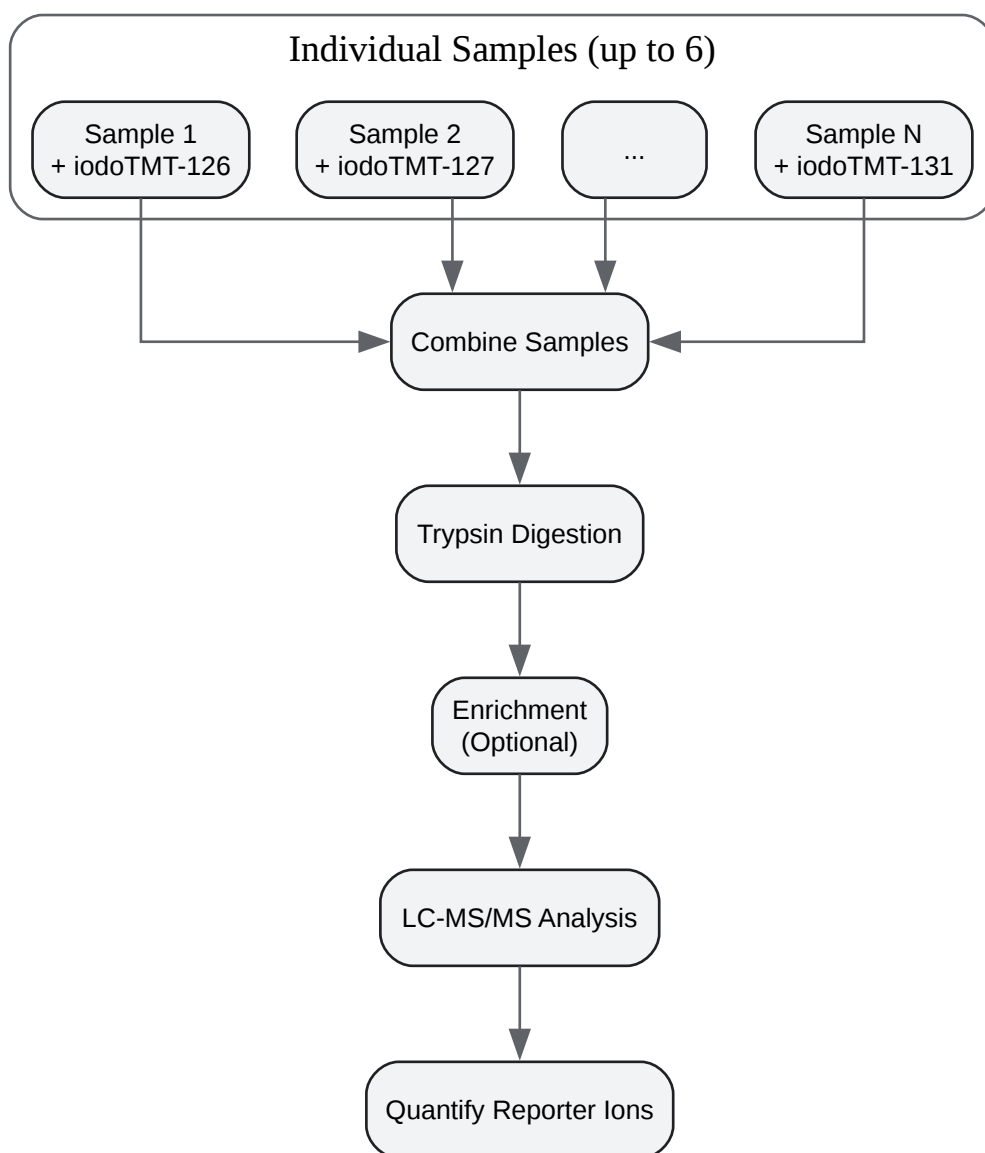 Individual Samples (up to 6)
Sample 1
+ iodoTMT-126
Sample 2
+ iodoTMT-127
...
Sample N
+ iodoTMT-131
Combine Samples
Trypsin Digestion
Enrichment
(Optional)
LC-MS/MS Analysis
Quantify Reporter Ions